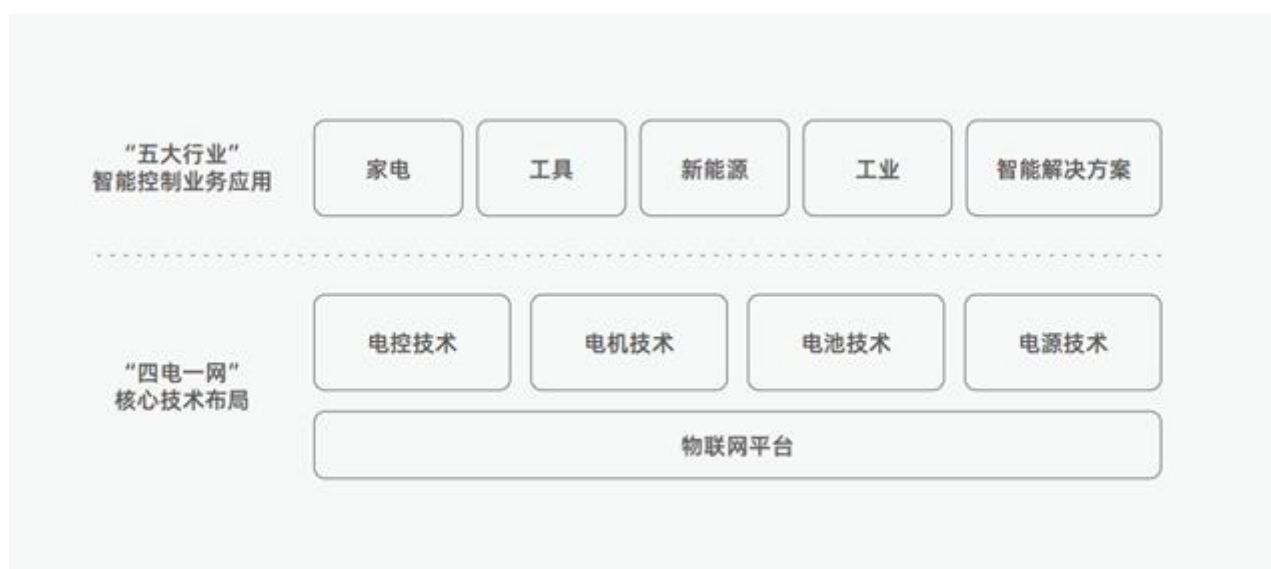 “五大行业”
智能控制业务应用
家电
工具
新能源
工业
智能解决方案
“四电一网”
核心技术布局
电控技术
电机技术
电池技术
电源技术
物联网平台